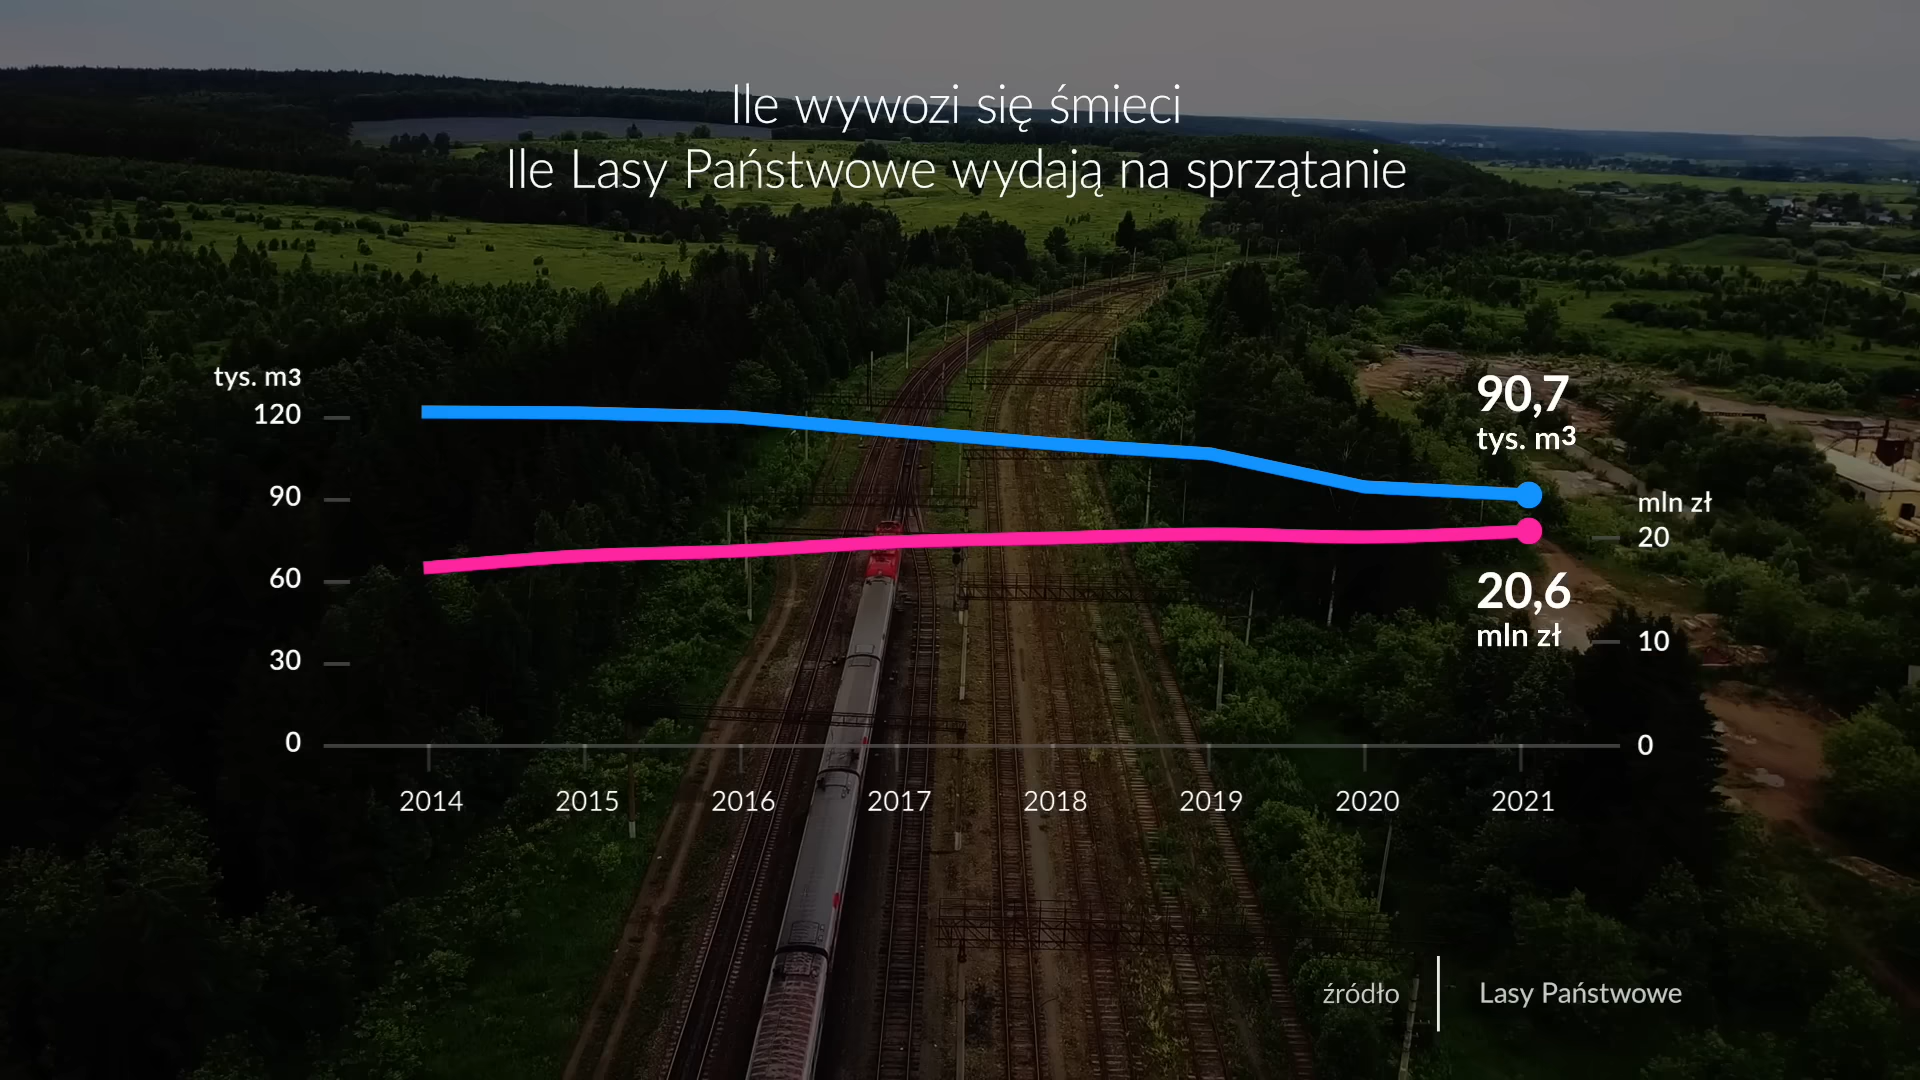 Ile wywozi się śmieci
Ile Lasy Państwowe wydają na sprzątanie
tys. m3
120
90
60
30
0
90,7
tys. m³
mln zł
20
20,6
mln zł
10
0
2014 2015 2016 2017 2018 2019 2020 2021
źródło | Lasy Państwowe